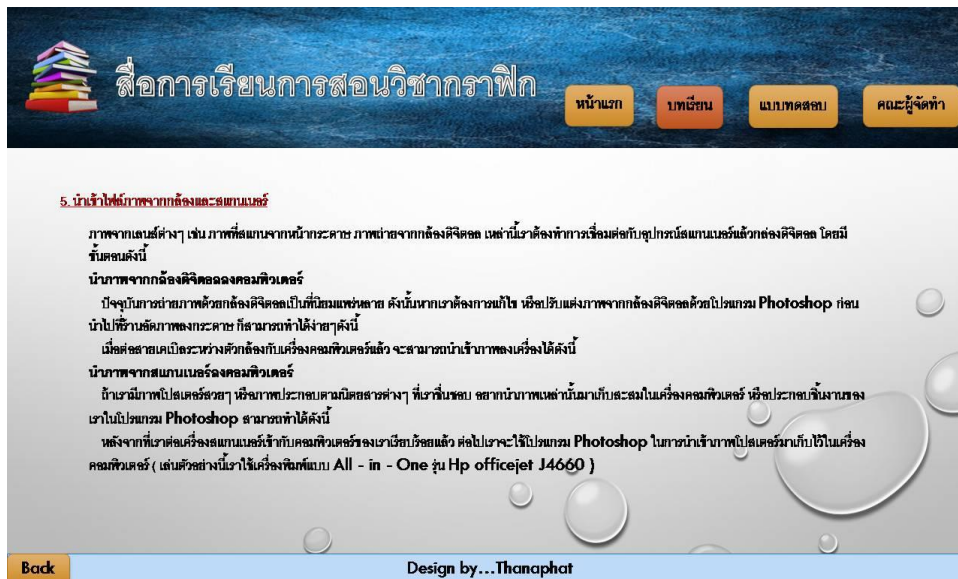 สื่อการเรียนการสอนวิชากราฟิก
หน้าแรก
บทเรียน
แบบทดสอบ
คณะผู้จัดทำ
5. นำเข้าไฟล์ภาพจากกล้องและสแกนเนอร์
ภาพจากเลนส์ต่างๆ เช่น ภาพที่สแกนจากหน้ากระดาษ ภาพถ่ายจากกล้องดิจิตอล เหล่านี้เราต้องทำการเชื่อมต่อกับอุปกรณ์สแกนเนอร์แล้วกล่องดิจิตอล โดยมี
ขั้นตอนดังนี้
นำภาพจากกล้องดิจิตอลลงคอมพิวเตอร์
ปัจจุบันการถ่ายภาพด้วยกล้องดิจิตอลเป็นที่นิยมแพร่หลาย ดังนั้นหากเราต้องการแก้ไข หรือปรับแต่งภาพจากกล้องดิจิตอลด้วยโปรแกรม Photoshop ก่อน
นำไปที่ร้านอัดภาพลงกระดาษ ก็สามารถทำได้ง่ายๆดังนี้
เมื่อต่อสายเคเบิลระหว่างตัวกล้องกับเครื่องคอมพิวเตอร์แล้ว จะสามารถนำเข้าภาพลงเครื่องได้ดังนี้
นำภาพจากสแกนเนอร์ลงคอมพิวเตอร์
ถ้าเรามีภาพโปสเตอร์สวยๆ หรือภาพประกอบตามนิตยสารต่างๆ ที่เราชื่นชอบ อยากนำภาพเหล่านั้นมาเก็บสะสมในเครื่องคอมพิวเตอร์ หรือประกอบชิ้นงานของ
เราในโปรแกรม Photoshop สามารถทำได้ดังนี้
หลังจากที่เราต่อเครื่องสแกนเนอร์เข้ากับคอมพิวเตอร์ของเราเรียบร้อยแล้ว ต่อไปเราจะใช้โปรแกรม Photoshop ในการนำเข้าภาพโปสเตอร์มาเก็บไว้ในเครื่อง
คอมพิวเตอร์ ( เล่นตัวอย่างนี้เราใช้เครื่องพิมพ์แบบ All - in - One รุ่น Hp officejet J4660 )
Back
Design by...Thanaphat